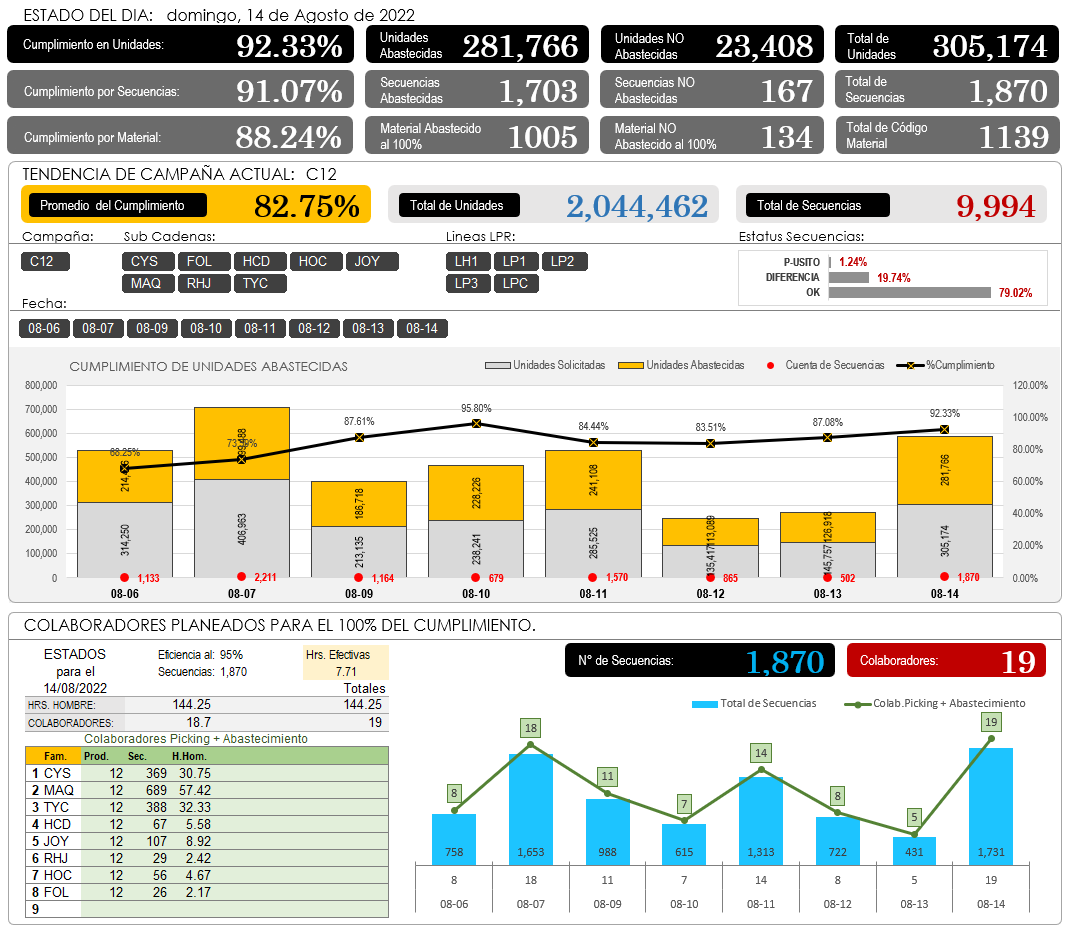 ESTADO DEL DIA: domingo, 14 de Agosto de 2022
Cumplimiento en Unidades: 92.33%
Unidades Abastecidas 281,766
Unidades NO Abastecidas 23,408
Total de Unidades 305,174
Cumplimiento por Secuencias: 91.07%
Secuencias Abastecidas 1,703
Secuencias NO Abastecidas 167
Total de Secuencias 1,870
Cumplimiento por Material: 88.24%
Material Abastecido al 100% 1005
Material NO Abastecido al 100% 134
Total de Código Material 1139
TENDENCIA DE CAMPAÑA ACTUAL: C12
Promedio del Cumplimiento 82.75%
Total de Unidades 2,044,462
Total de Secuencias 9,994
Campaña: Sub Cadenas: Lineas LPR: Estatus Secuencias:
C12
CYS FOL HCD HOC JOY
MAQ RHJ TYC
LH1 LP1 LP2
LP3 LPC
P-USITO 1.24%
DIFERENCIA 19.74%
OK 79.02%
Fecha:
08-06 08-07 08-09 08-10 08-11 08-12 08-13 08-14
CUMPLIMIENTO DE UNIDADES ABASTECIDAS
Unidades Solicitadas Unidades Abastecidas Cuenta de Secuencias %Cumplimiento
800,000
700,000
600,000
500,000
400,000
300,000
200,000
100,000
0
120.00%
100.00%
80.00%
60.00%
40.00%
20.00%
0.00%
68.25% 73.59% 87.61% 95.80% 84.44% 83.51% 87.08% 92.33%
186,718 228,226 241,108 113,089 126,918 281,766
314,250 406,963 213,135 238,241 285,525 135,417 145,757 305,174
1,133 2,211 1,164 679 1,570 865 502 1,870
08-06 08-07 08-09 08-10 08-11 08-12 08-13 08-14
COLABORADORES PLANEADOS PARA EL 100% DEL CUMPLIMIENTO.
ESTADOS
para el
14/08/2022
Eficiencia al: 95%
Secuencias: 1,870
Hrs. Efectivas
7.71
Totales
HRS. HOMBRE: 144.25 144.25
COLABORADORES: 18.7 19
Colaboradores Picking + Abastecimiento
Fam. Prod. Sec. H.Hom.
1 CYS 12 369 30.75
2 MAQ 12 689 57.42
3 TYC 12 388 32.33
4 HCD 12 67 5.58
5 JOY 12 107 8.92
6 RHJ 12 29 2.42
7 HOC 12 56 4.67
8 FOL 12 26 2.17
9
N° de Secuencias: 1,870
Colaboradores: 19
Total de Secuencias Colab.Picking + Abastecimiento
8 18 11 7 14 8 5 19
758 1,653 988 615 1,313 722 431 1,731
8 18 11 7 14 8 5 19
08-06 08-07 08-09 08-10 08-11 08-12 08-13 08-14